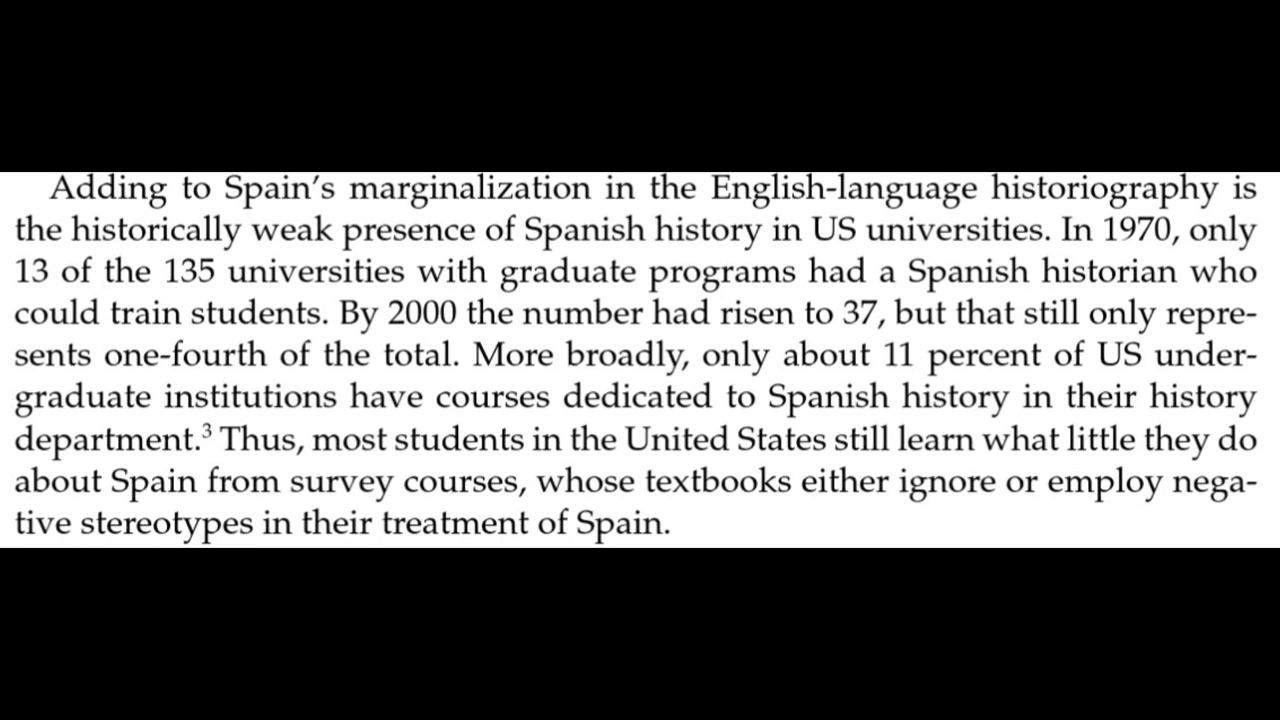 Adding to Spain’s marginalization in the English-language historiography is
the historically weak presence of Spanish history in US universities. In 1970, only
13 of the 135 universities with graduate programs had a Spanish historian who
could train students. By 2000 the number had risen to 37, but that still only repre-
sents one-fourth of the total. More broadly, only about 11 percent of US under-
graduate institutions have courses dedicated to Spanish history in their history
department.³ Thus, most students in the United States still learn what little they do
about Spain from survey courses, whose textbooks either ignore or employ nega-
tive stereotypes in their treatment of Spain.